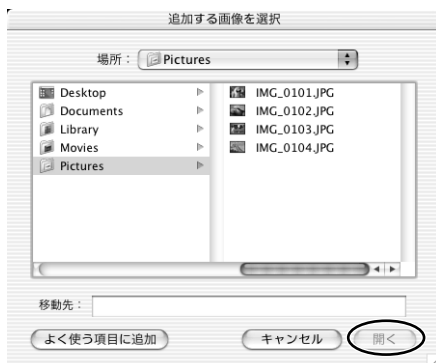 追加する画像を選択
場所： Pictures
Desktop
Documents
Library
Movies
Pictures
IMG_0101.JPG
IMG_0102.JPG
IMG_0103.JPG
IMG_0104.JPG
移動先：
よく使う項目に追加
キャンセル
開く